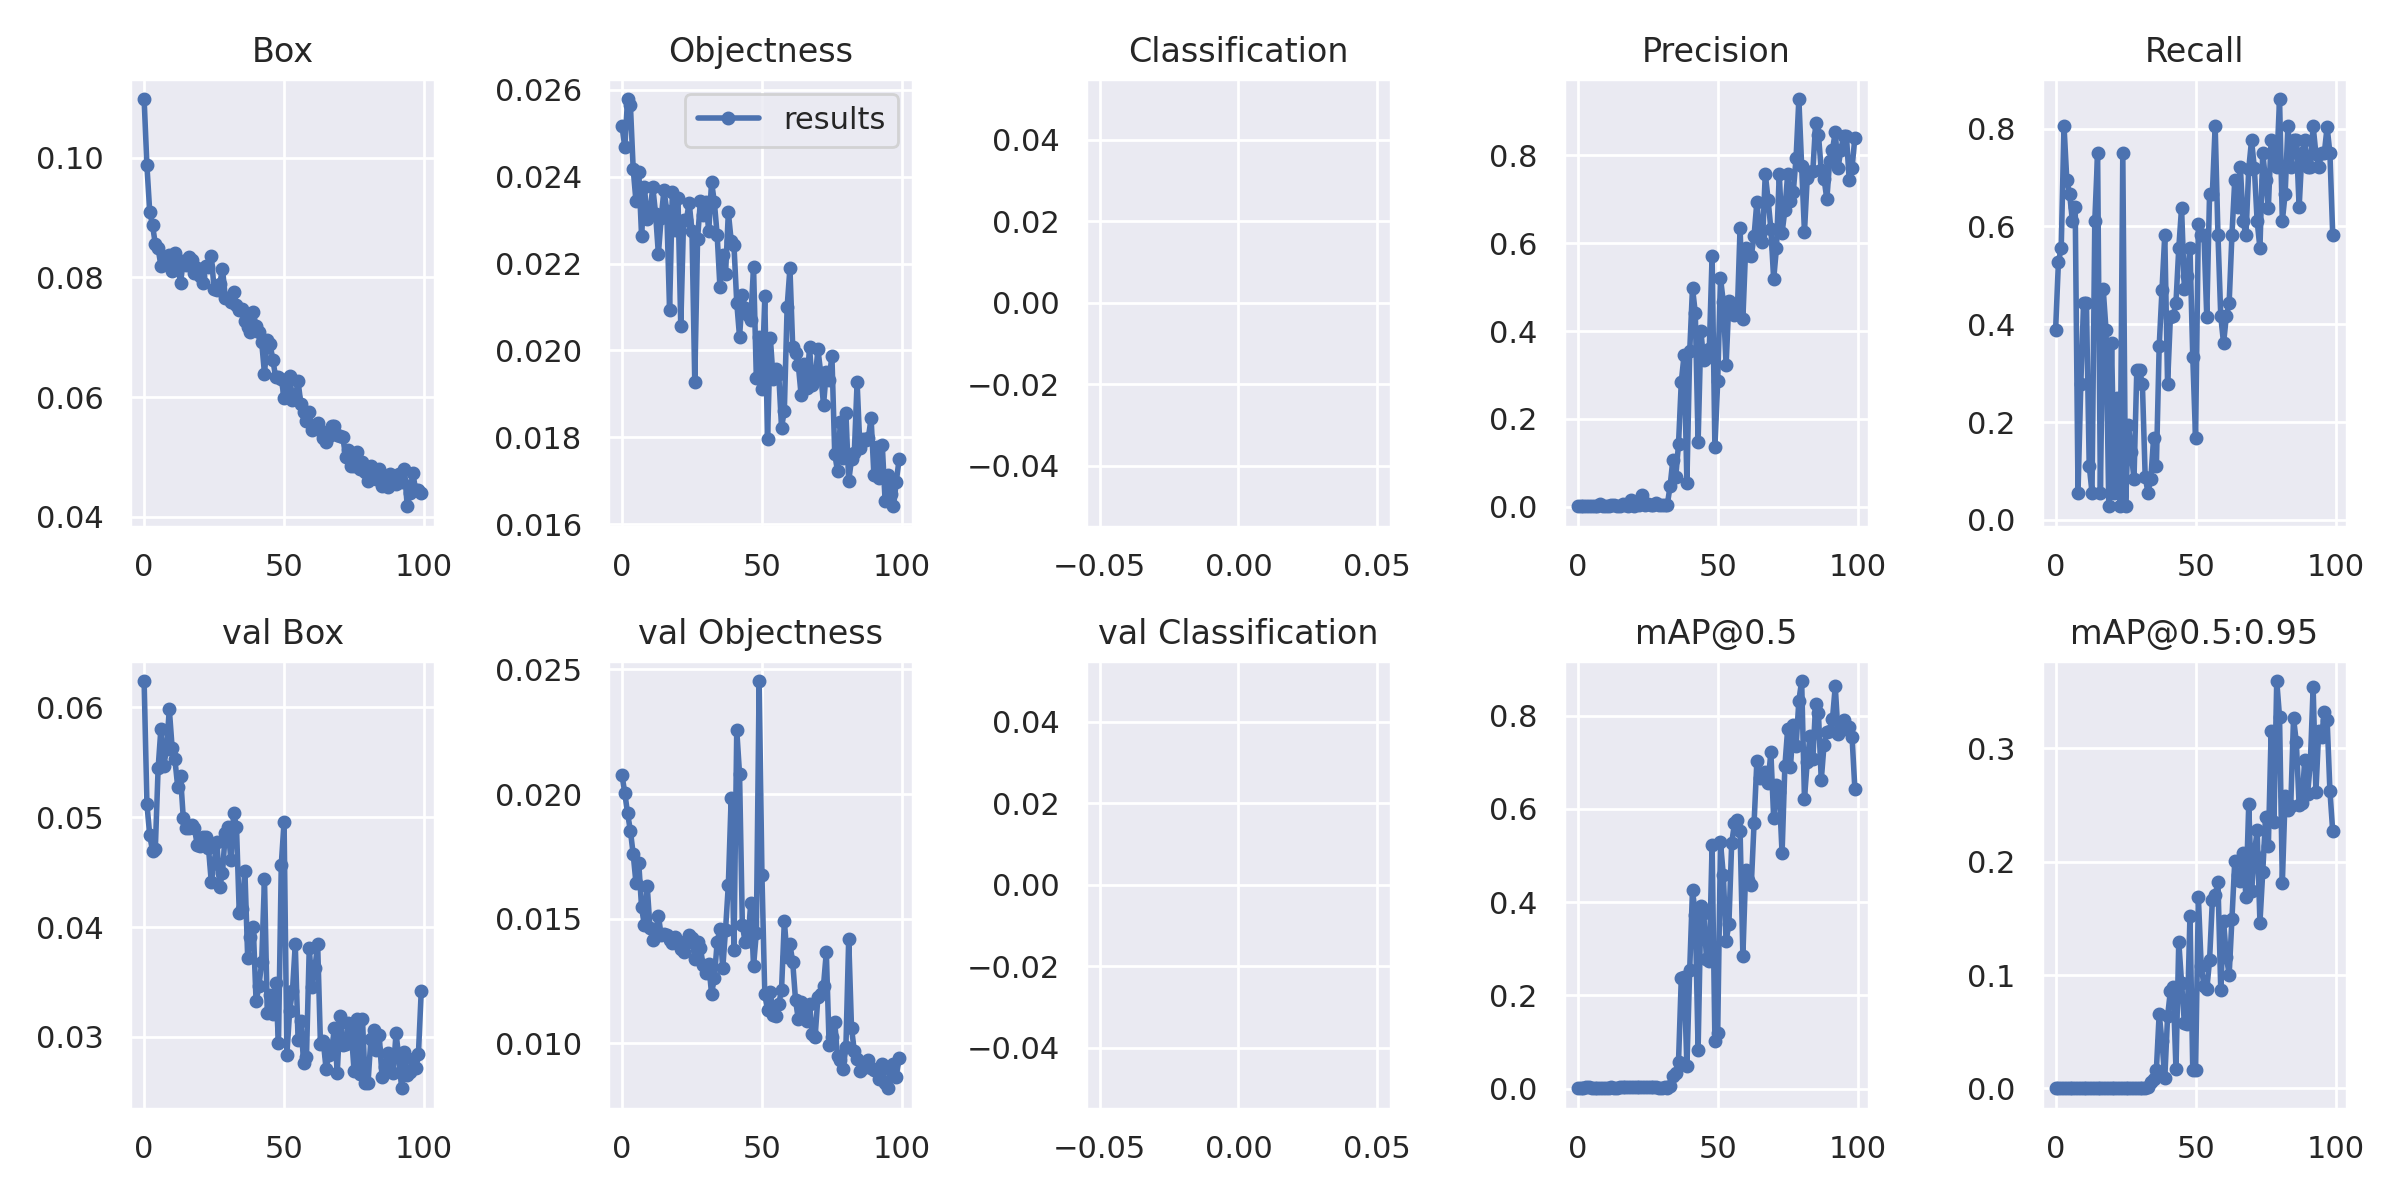 Box
0.10
0.08
0.06
0.04
0 50 100
Objectness
results
0.026
0.024
0.022
0.020
0.018
0.016
0 50 100
Classification
0.04
0.02
0.00
−0.02
−0.04
−0.05 0.00 0.05
Precision
0.8
0.6
0.4
0.2
0.0
0 50 100
Recall
0.8
0.6
0.4
0.2
0.0
0 50 100
val Box
0.06
0.05
0.04
0.03
0 50 100
val Objectness
0.025
0.020
0.015
0.010
0 50 100
val Classification
0.04
0.02
0.00
−0.02
−0.04
−0.05 0.00 0.05
mAP@0.5
0.8
0.6
0.4
0.2
0.0
0 50 100
mAP@0.5:0.95
0.3
0.2
0.1
0.0
0 50 100